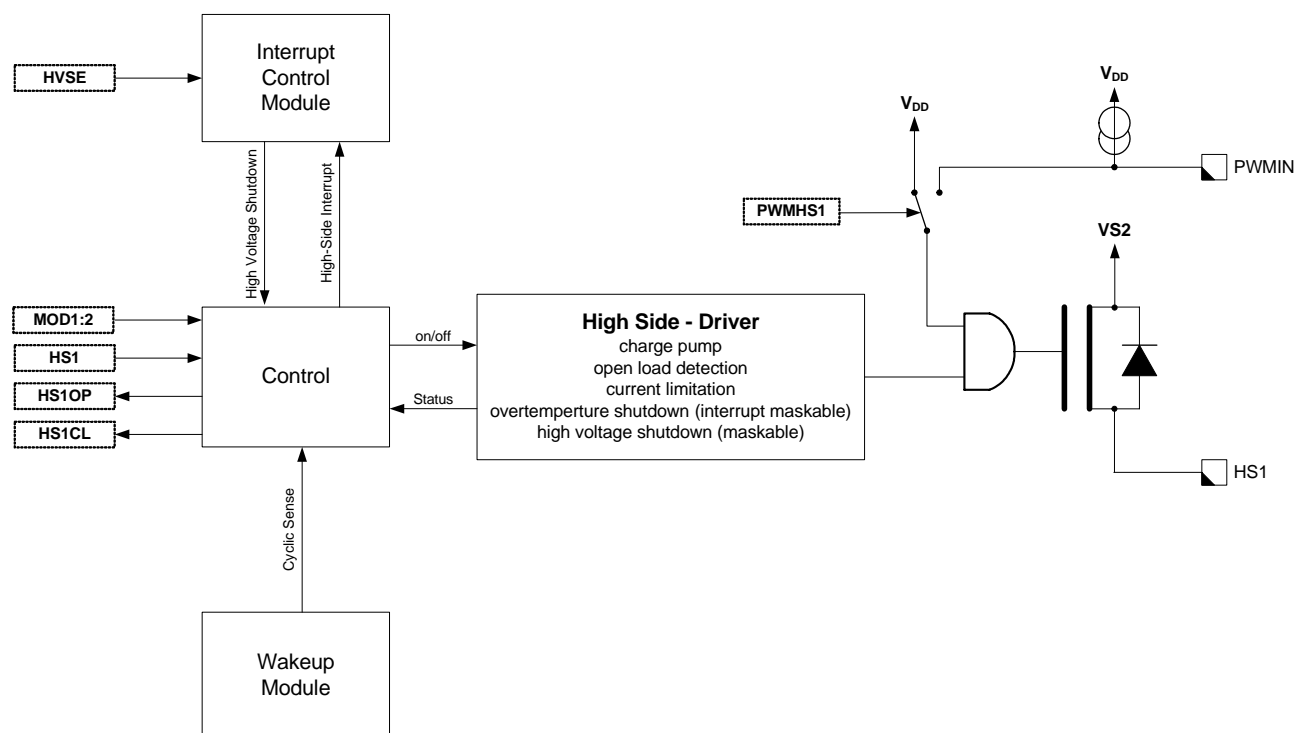 Interrupt
Control
Module
HVSE
High Voltage Shutdown
High-Side Interrupt
VDD
VDD
PWMIN
PWMHS1
VS2
MOD1:2
HS1
HS1OP
HS1CL
Control
on/off
Status
High Side - Driver
charge pump
open load detection
current limitation
overtemperture shutdown (interrupt maskable)
high voltage shutdown (maskable)
HS1
Cyclic Sense
Wakeup
Module